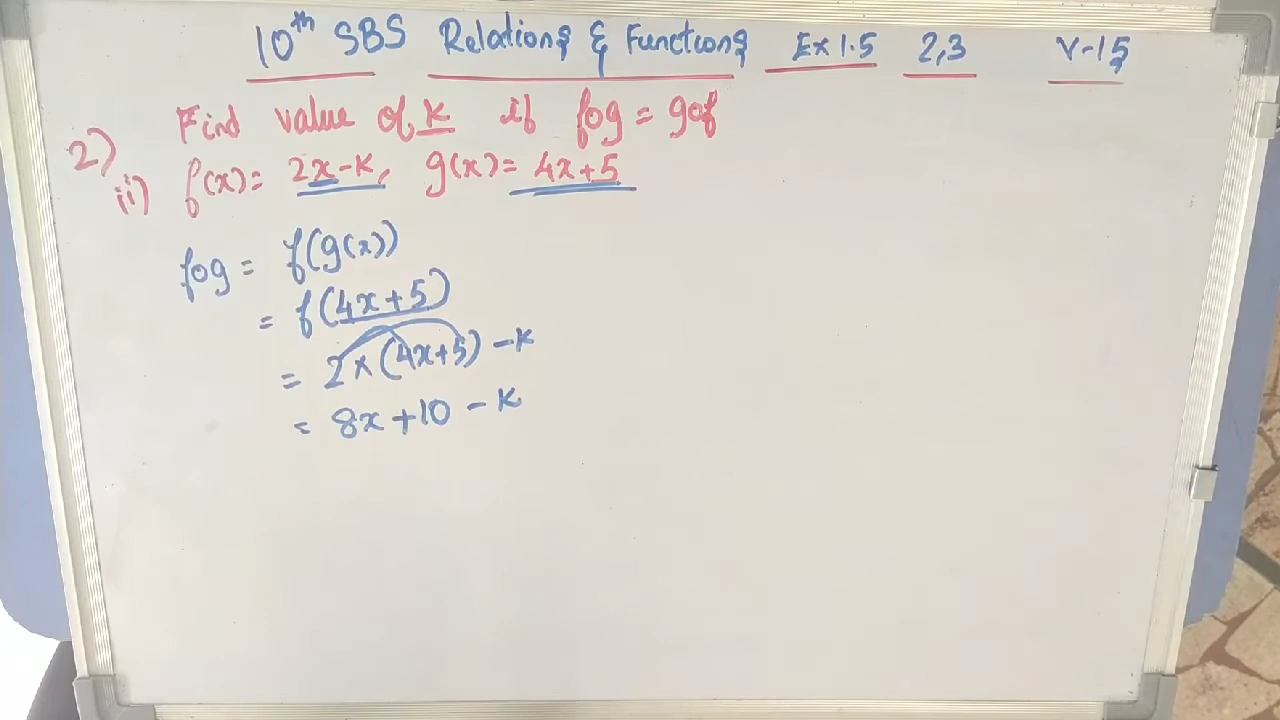 10th SBS Relations & Functions Ex 1.5 2,3 V-15
2) Find value of k if fog = gof
ii) f(x) = 2x-k, g(x) = 4x+5
fog = f(g(x))
= f(4x+5)
= 2×(4x+5) -k
= 8x+10 -k